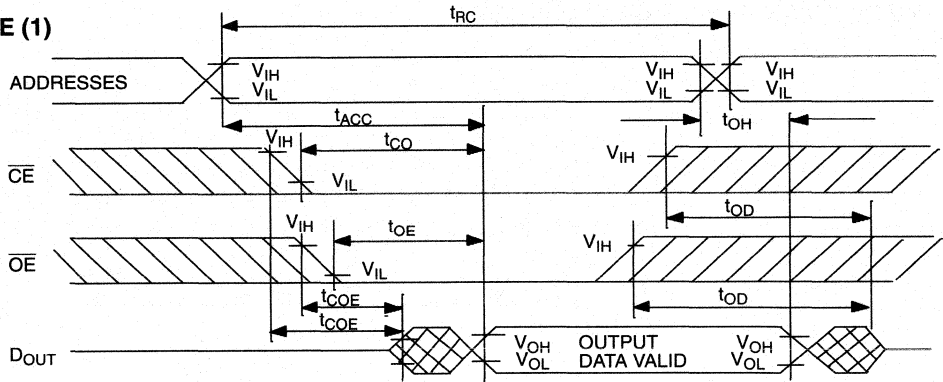 E (1)
tRC
ADDRESSES
VIH
VIL
VIH
VIL
VIH
VIL
tACC
tOH
tCO
CE
VIH
VIL
VIH
tOD
OE
VIH
VIL
tOE
VIH
tCOE
tOD
tCOE
DOUT
VOH
VOL
OUTPUT
DATA VALID
VOH
VOL